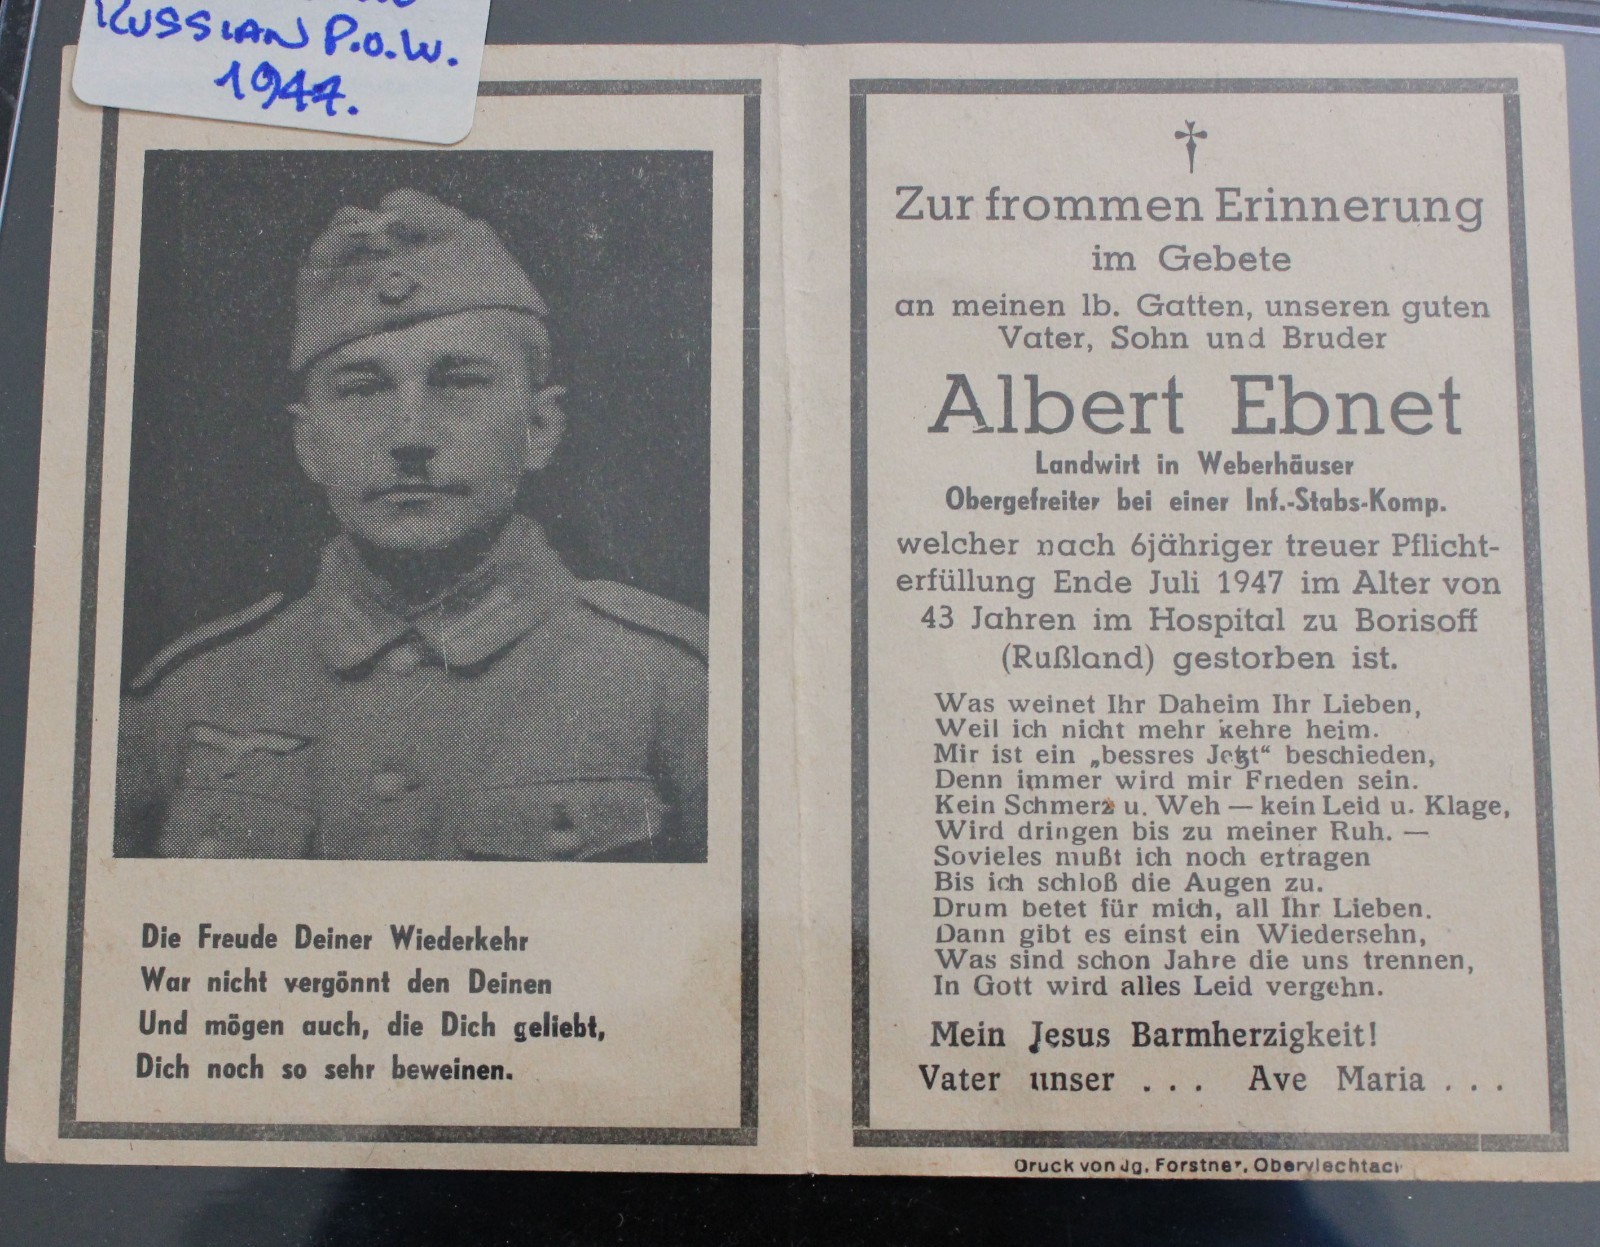 RUSSIAN P.O.W.
1944.
Die Freude Deiner Wiederkehr
War nicht vergönnt den Deinen
Und mögen auch, die Dich geliebt,
Dich noch so sehr beweinen.
Zur frommen Erinnerung
im Gebete
an meinen lb. Gatten, unseren guten
Vater, Sohn und Bruder
Albert Ebnet
Landwirt in Weberhäuser
Obergefreiter bei einer Inf.-Stabs-Komp.
welcher nach 6jähriger treuer Pflicht-
erfüllung Ende Juli 1947 im Alter von
43 Jahren im Hospital zu Borisoff
(Rußland) gestorben ist.
Was weinet Ihr Daheim Ihr Lieben,
Weil ich nicht mehr kehre heim.
Mir ist ein „bessres Jetzt“ beschieden,
Denn immer wird mir Frieden sein.
Kein Schmerz u. Weh — kein Leid u. Klage,
Wird dringen bis zu meiner Ruh. —
Sovieles mußt ich noch ertragen
Bis ich schloß die Augen zu.
Drum betet für mich, all Ihr Lieben.
Dann gibt es einst ein Wiedersehn,
Was sind schon Jahre die uns trennen,
In Gott wird alles Leid vergehn.
Mein Jesus Barmherzigkeit!
Vater unser . . . Ave Maria . . .
Druck von Jg. Forstner, Oberviechtach